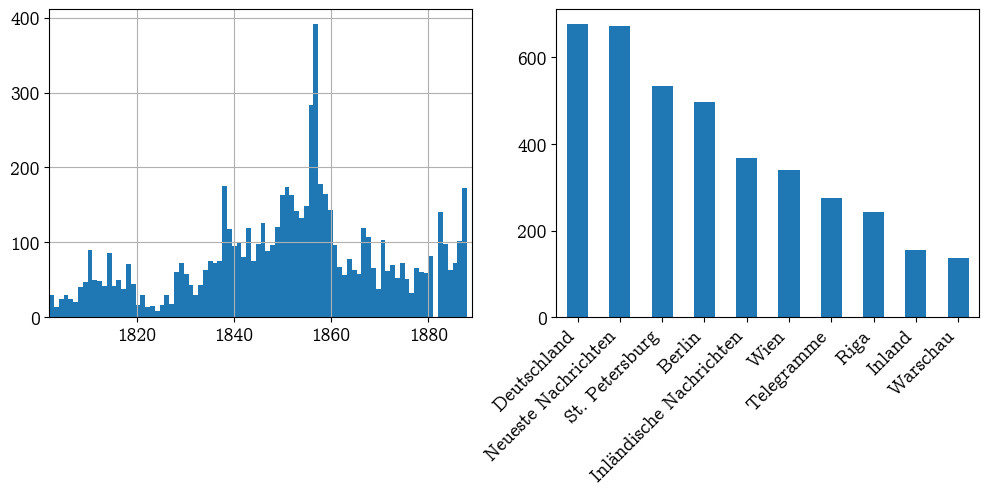 400
300
200
100
0
1820 1840 1860 1880
600
400
200
0
Deutschland
Neueste Nachrichten
St. Petersburg
Berlin
Inländische Nachrichten
Wien
Telegramme
Riga
Inland
Warschau